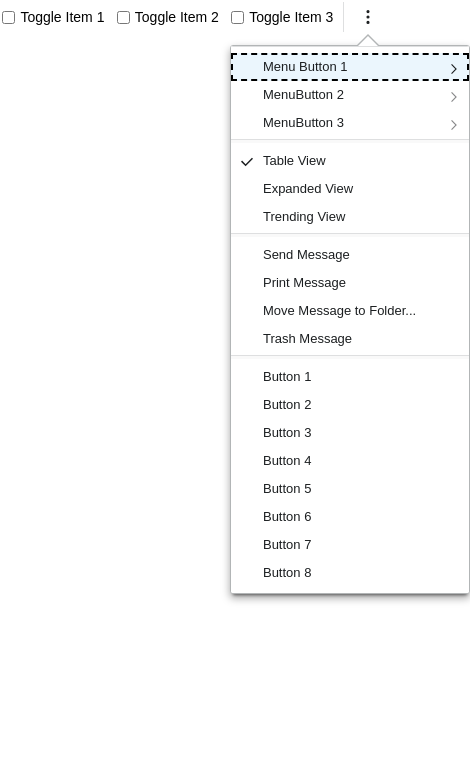 Toggle Item 1 Toggle Item 2 Toggle Item 3
Menu Button 1
MenuButton 2
MenuButton 3
Table View
Expanded View
Trending View
Send Message
Print Message
Move Message to Folder...
Trash Message
Button 1
Button 2
Button 3
Button 4
Button 5
Button 6
Button 7
Button 8